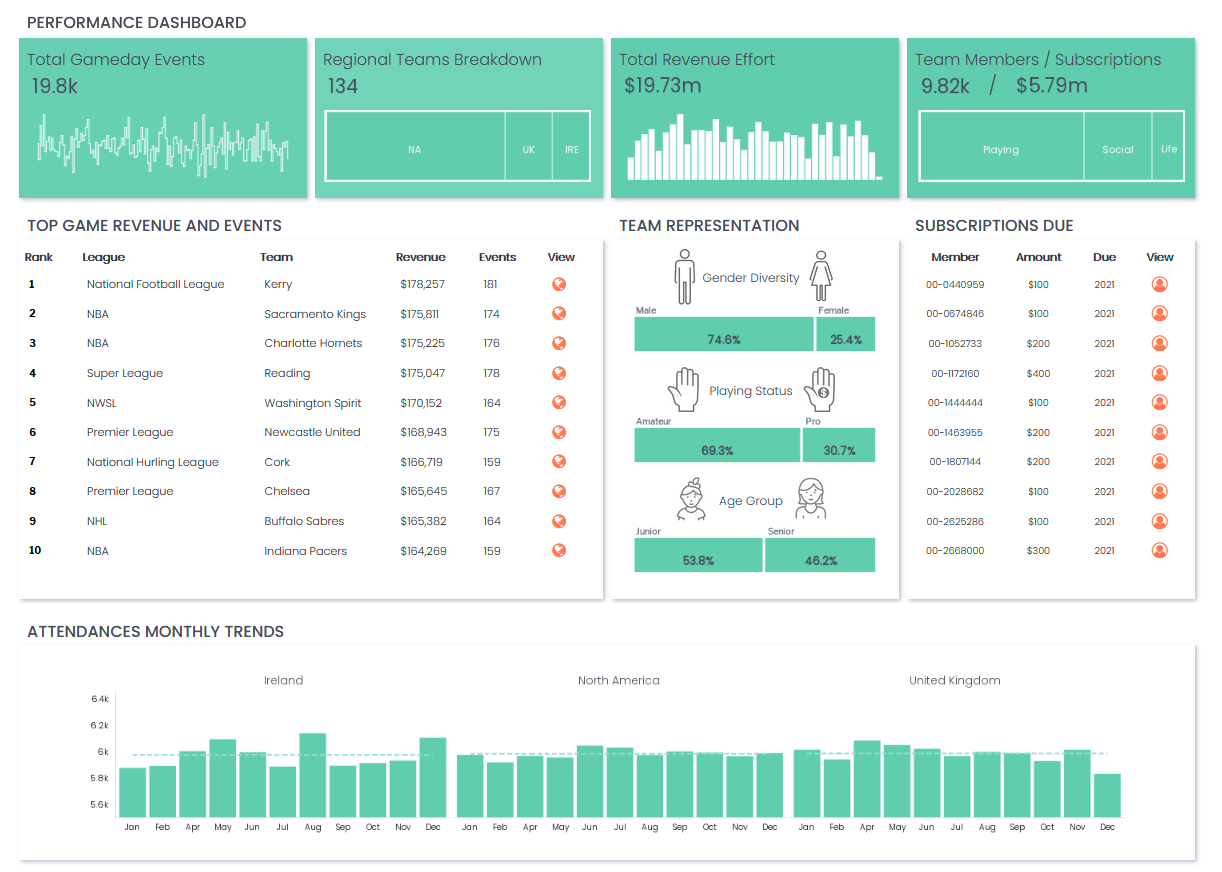 PERFORMANCE DASHBOARD
Total Gameday Events
19.8k
Regional Teams Breakdown
134
NA UK IRE
Total Revenue Effort
$19.73m
Team Members / Subscriptions
9.82k / $5.79m
Playing Social Life
TOP GAME REVENUE AND EVENTS
Rank League Team Revenue Events View
1 National Football League Kerry $178,257 181
2 NBA Sacramento Kings $175,811 174
3 NBA Charlotte Hornets $175,225 176
4 Super League Reading $175,047 178
5 NWSL Washington Spirit $170,152 164
6 Premier League Newcastle United $168,943 175
7 National Hurling League Cork $166,719 159
8 Premier League Chelsea $165,645 167
9 NHL Buffalo Sabres $165,382 164
10 NBA Indiana Pacers $164,269 159
TEAM REPRESENTATION
Gender Diversity
Male Female
74.6% 25.4%
Playing Status
Amateur Pro
69.3% 30.7%
Age Group
Junior Senior
53.8% 46.2%
SUBSCRIPTIONS DUE
Member Amount Due View
00-0440959 $100 2021
00-0674846 $100 2021
00-1052733 $200 2021
00-1172160 $400 2021
00-1444444 $100 2021
00-1463955 $200 2021
00-1807144 $200 2021
00-2028682 $100 2021
00-2625286 $100 2021
00-2668000 $300 2021
ATTENDANCES MONTHLY TRENDS
Ireland North America United Kingdom
6.4k
6.2k
6k
5.8k
5.6k
Jan Feb Apr May Jun Jul Aug Sep Oct Nov Dec Jan Feb Apr May Jun Jul Aug Sep Oct Nov Dec Jan Feb Apr May Jun Jul Aug Sep Oct Nov Dec